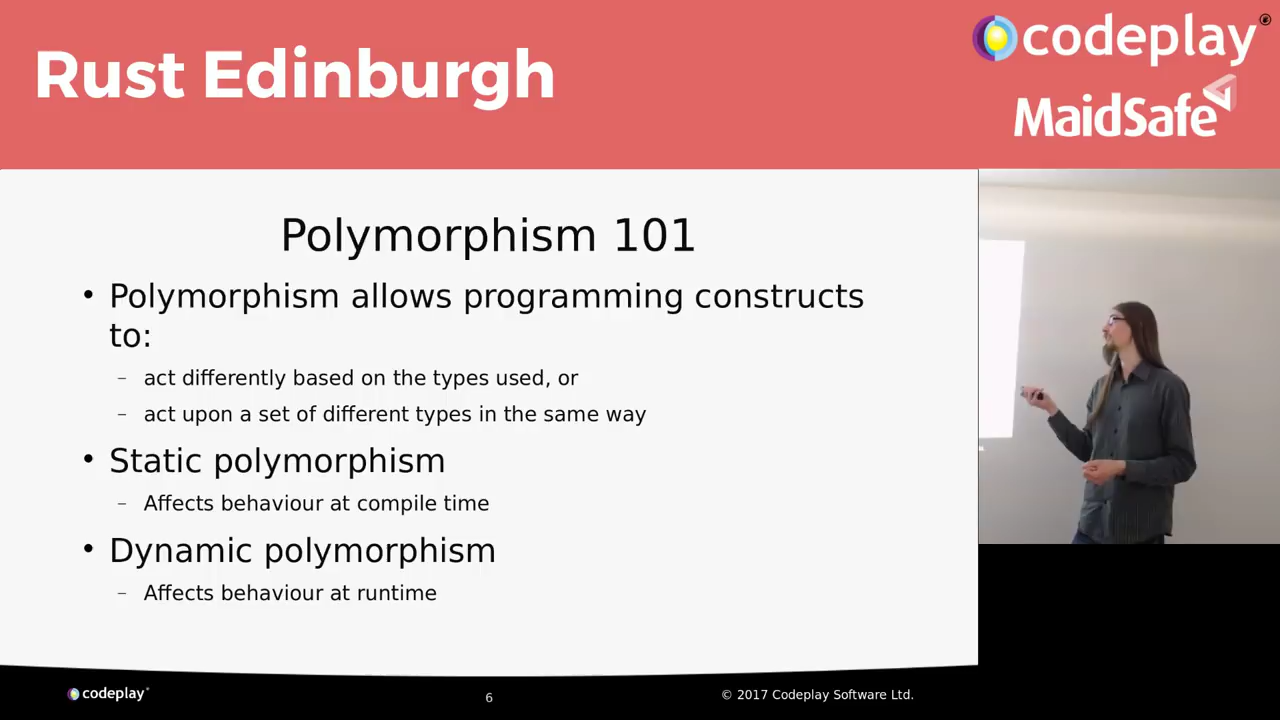 Rust Edinburgh
codeplay®
MaidSafe
Polymorphism 101
• Polymorphism allows programming constructs
to:
– act differently based on the types used, or
– act upon a set of different types in the same way
• Static polymorphism
– Affects behaviour at compile time
• Dynamic polymorphism
– Affects behaviour at runtime
codeplay®
6
© 2017 Codeplay Software Ltd.